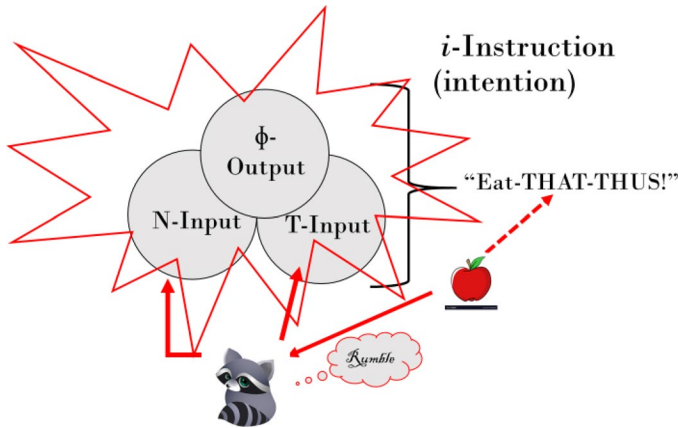 i-Instruction
(intention)
ϕ-
Output
N-Input
T-Input
“Eat-THAT-THUS!”
Rumble